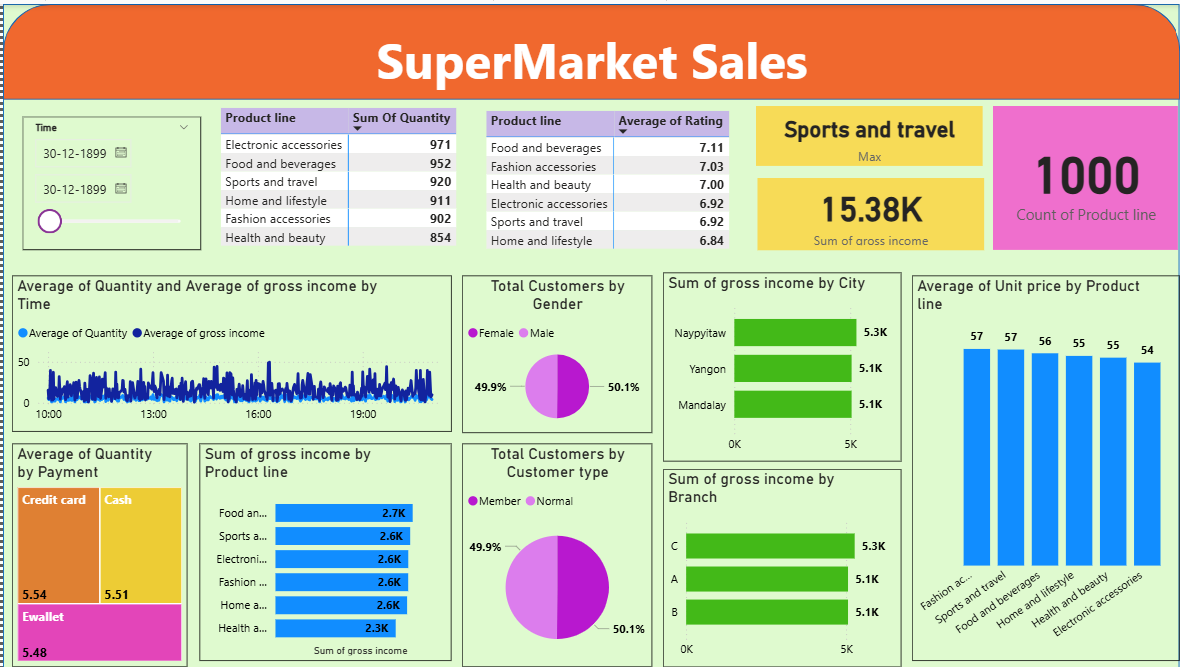 SuperMarket Sales
Time
30-12-1899
30-12-1899
Product line Sum Of Quantity
Electronic accessories 971
Food and beverages 952
Sports and travel 920
Home and lifestyle 911
Fashion accessories 902
Health and beauty 854
Product line Average of Rating
Food and beverages 7.11
Fashion accessories 7.03
Health and beauty 7.00
Electronic accessories 6.92
Sports and travel 6.92
Home and lifestyle 6.84
Sports and travel
Max
15.38K
Sum of gross income
1000
Count of Product line
Average of Quantity and Average of gross income by
Time
Average of Quantity Average of gross income
50
0
10:00 13:00 16:00 19:00
Total Customers by
Gender
Female Male
49.9% 50.1%
Sum of gross income by City
Naypyitaw 5.3K
Yangon 5.1K
Mandalay 5.1K
0K 5K
Average of Unit price by Product
line
57 57 56 55 55 54
Fashion ac...
Sports and travel
Food and beverages
Home and lifestyle
Health and beauty
Electronic accessories
Average of Quantity
by Payment
Credit card Cash
5.54 5.51
Ewallet
5.48
Sum of gross income by
Product line
Food an... 2.7K
Sports a... 2.6K
Electroni... 2.6K
Fashion ... 2.6K
Home a... 2.6K
Health a... 2.3K
Sum of gross income
Total Customers by
Customer type
Member Normal
49.9%
50.1%
Sum of gross income by
Branch
C 5.3K
A 5.1K
B 5.1K
0K 5K